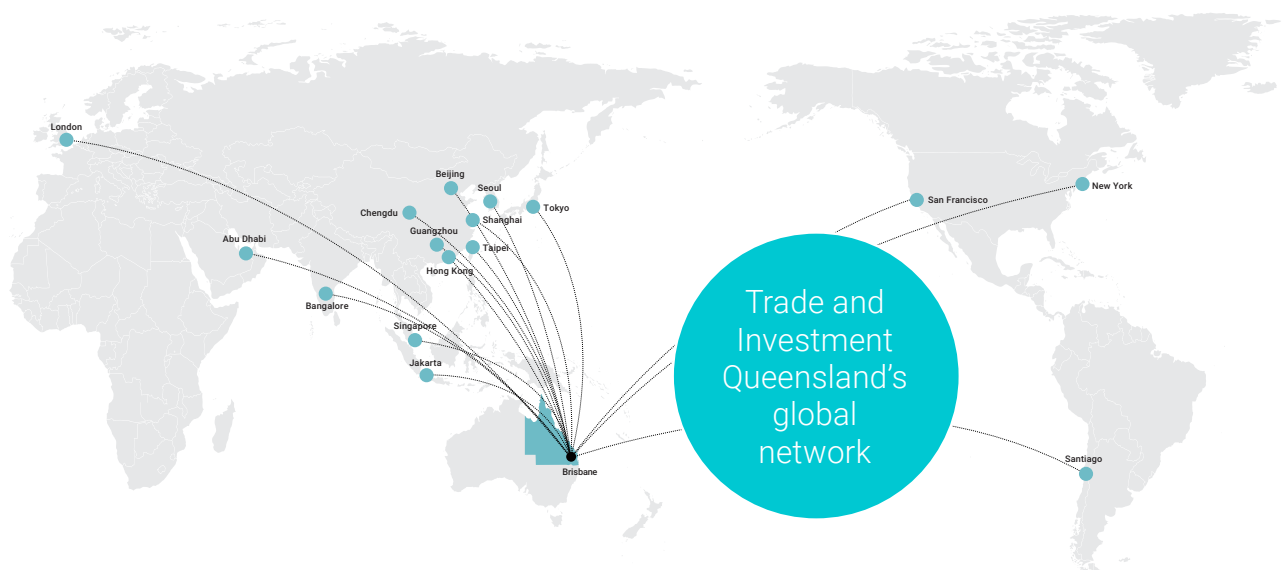 London
Beijing
Seoul
Chengdu
Tokyo
Shanghai
Guangzhou
Taipei
Hong Kong
Abu Dhabi
Bangalore
Singapore
Jakarta
Brisbane
New York
San Francisco
Trade and
Investment
Queensland’s
global
network
Santiago